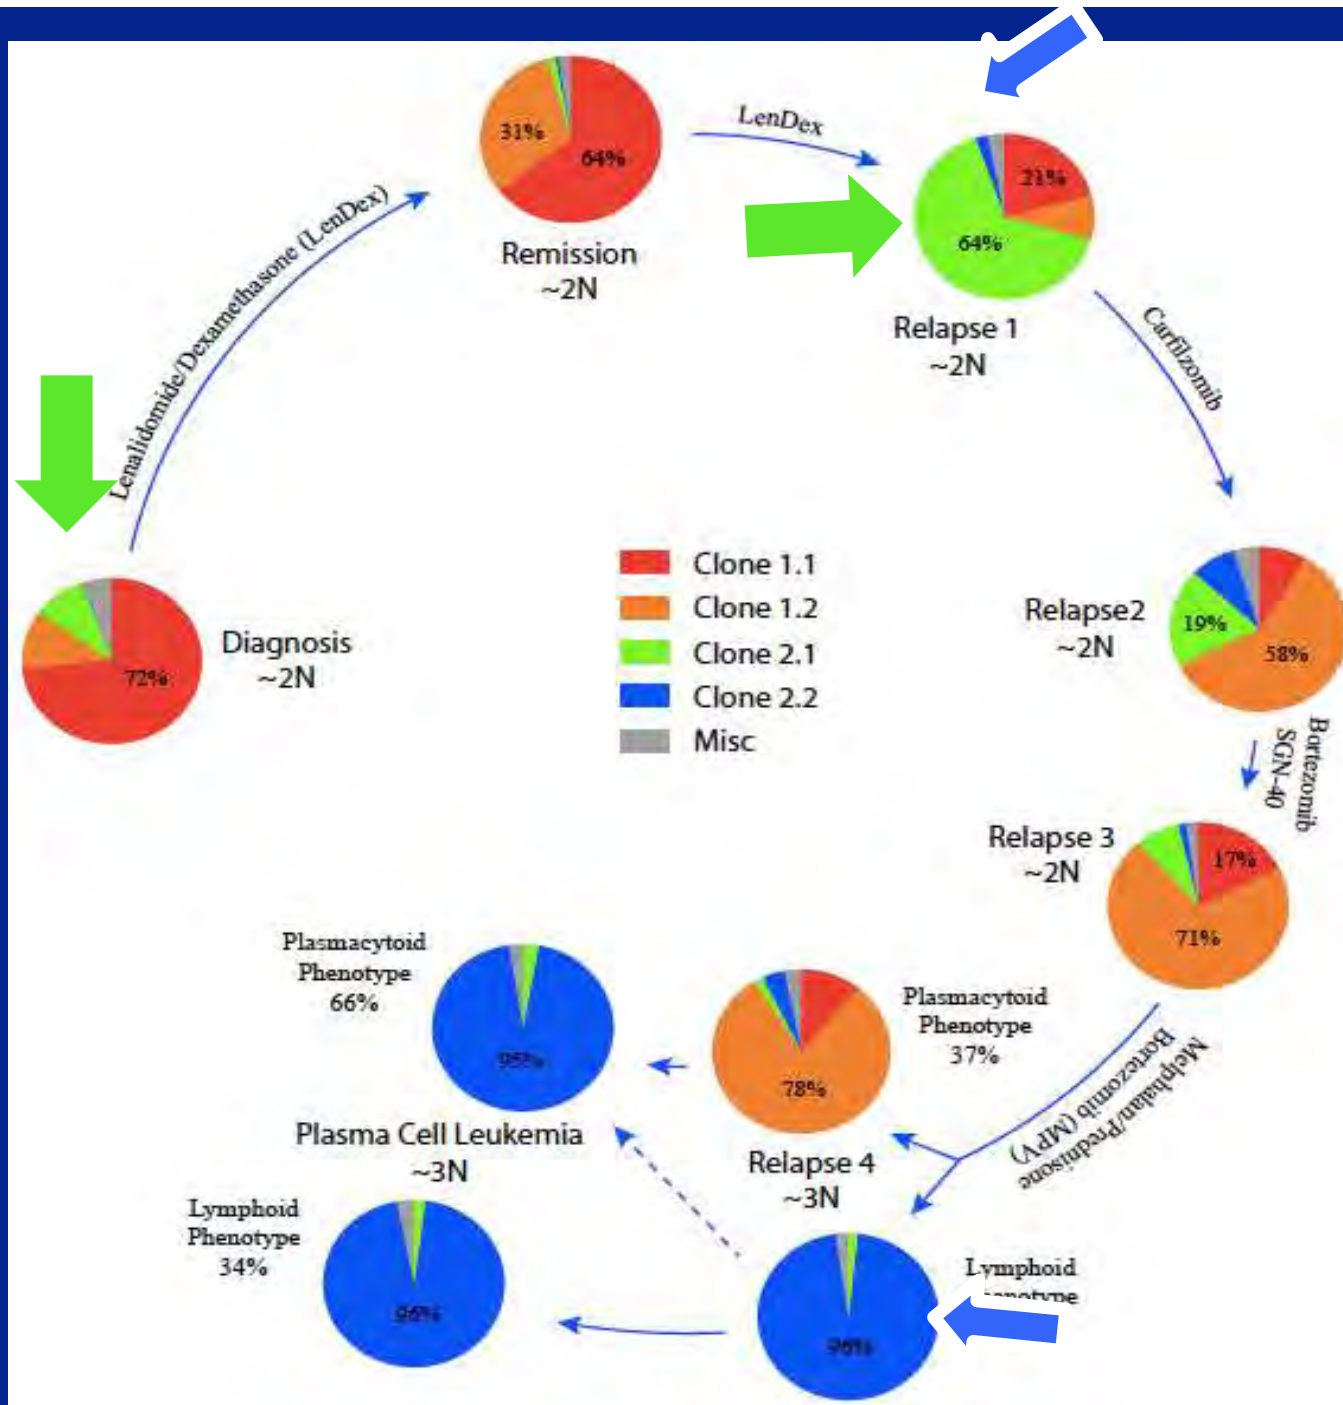 LenDex
31%
64%
Remission
~2N
21%
64%
Relapse 1
~2N
Lenalidomide/Dexamethasone (LenDex)
Carfilzomib
72%
Diagnosis
~2N
Clone 1.1
Clone 1.2
Clone 2.1
Clone 2.2
Misc
Relapse2
~2N
19%
58%
Bortezomib
SGN-40
Relapse 3
~2N
17%
71%
Melphalan/Prednisone
Bortezomib (MPV)
Plasmacytoid
Phenotype
66%
95%
Plasma Cell Leukemia
~3N
Plasmacytoid
Phenotype
37%
78%
Relapse 4
~3N
Lymphoid
Phenotype
34%
96%
Lymphoid
96%